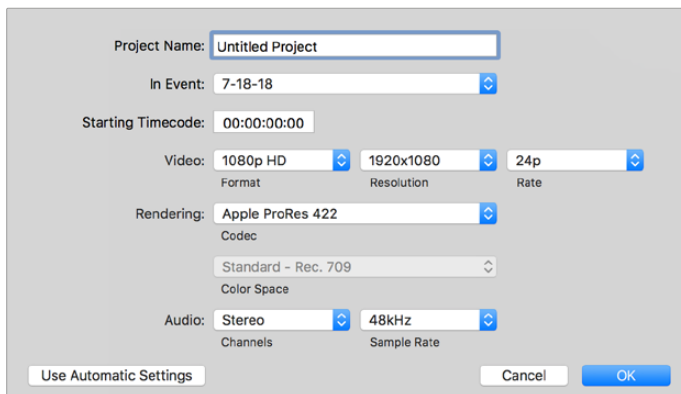 Project Name: Untitled Project
In Event: 7-18-18
Starting Timecode: 00:00:00:00
Video: 1080p HD 1920x1080 24p
Format Resolution Rate
Rendering: Apple ProRes 422
Codec
Standard - Rec. 709
Color Space
Audio: Stereo 48kHz
Channels Sample Rate
Use Automatic Settings Cancel OK